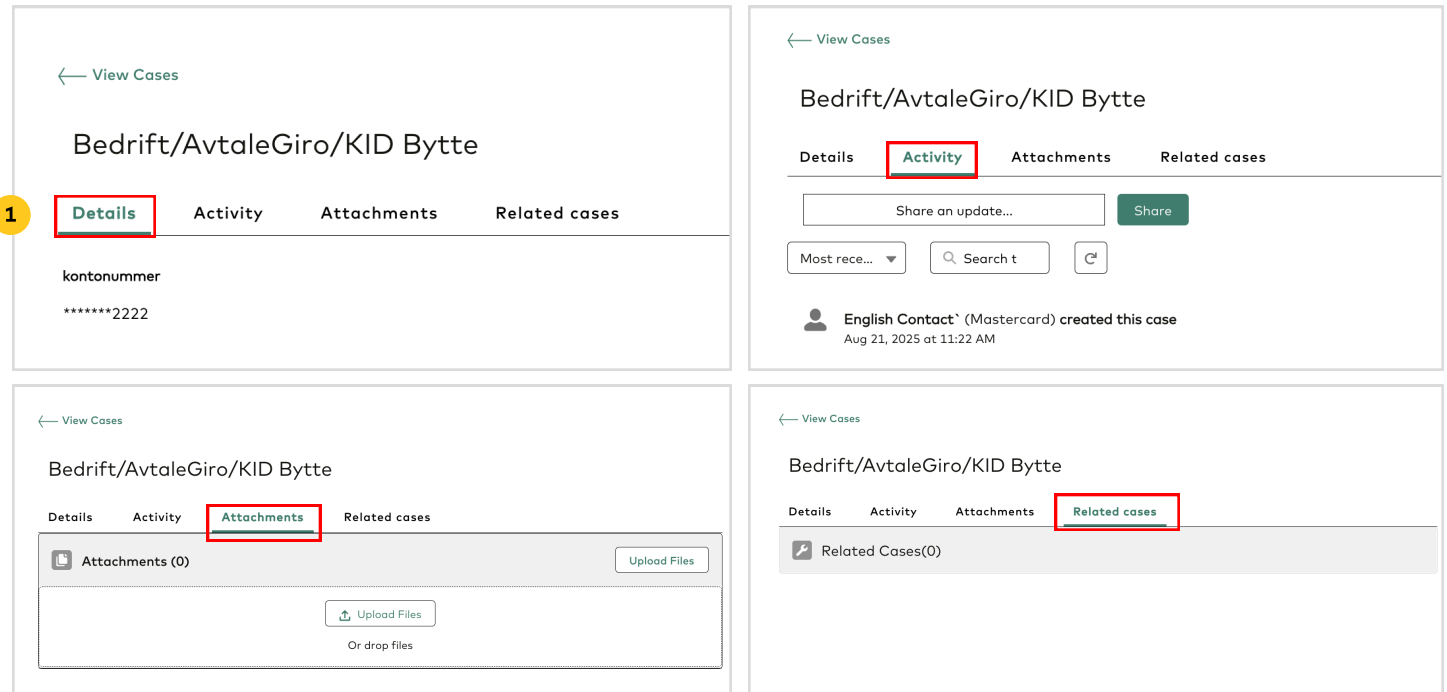 View Cases
Bedrift/AvtaleGiro/KID Bytte
1
Details Activity Attachments Related cases
kontonummer
*******2222
View Cases
Bedrift/AvtaleGiro/KID Bytte
Details Activity Attachments Related cases
Share an update... Share
Most rece... Search t
English Contact` (Mastercard) created this case
Aug 21, 2025 at 11:22 AM
View Cases
Bedrift/AvtaleGiro/KID Bytte
Details Activity Attachments Related cases
Attachments (0) Upload Files
Upload Files
Or drop files
View Cases
Bedrift/AvtaleGiro/KID Bytte
Details Activity Attachments Related cases
Related Cases(0)